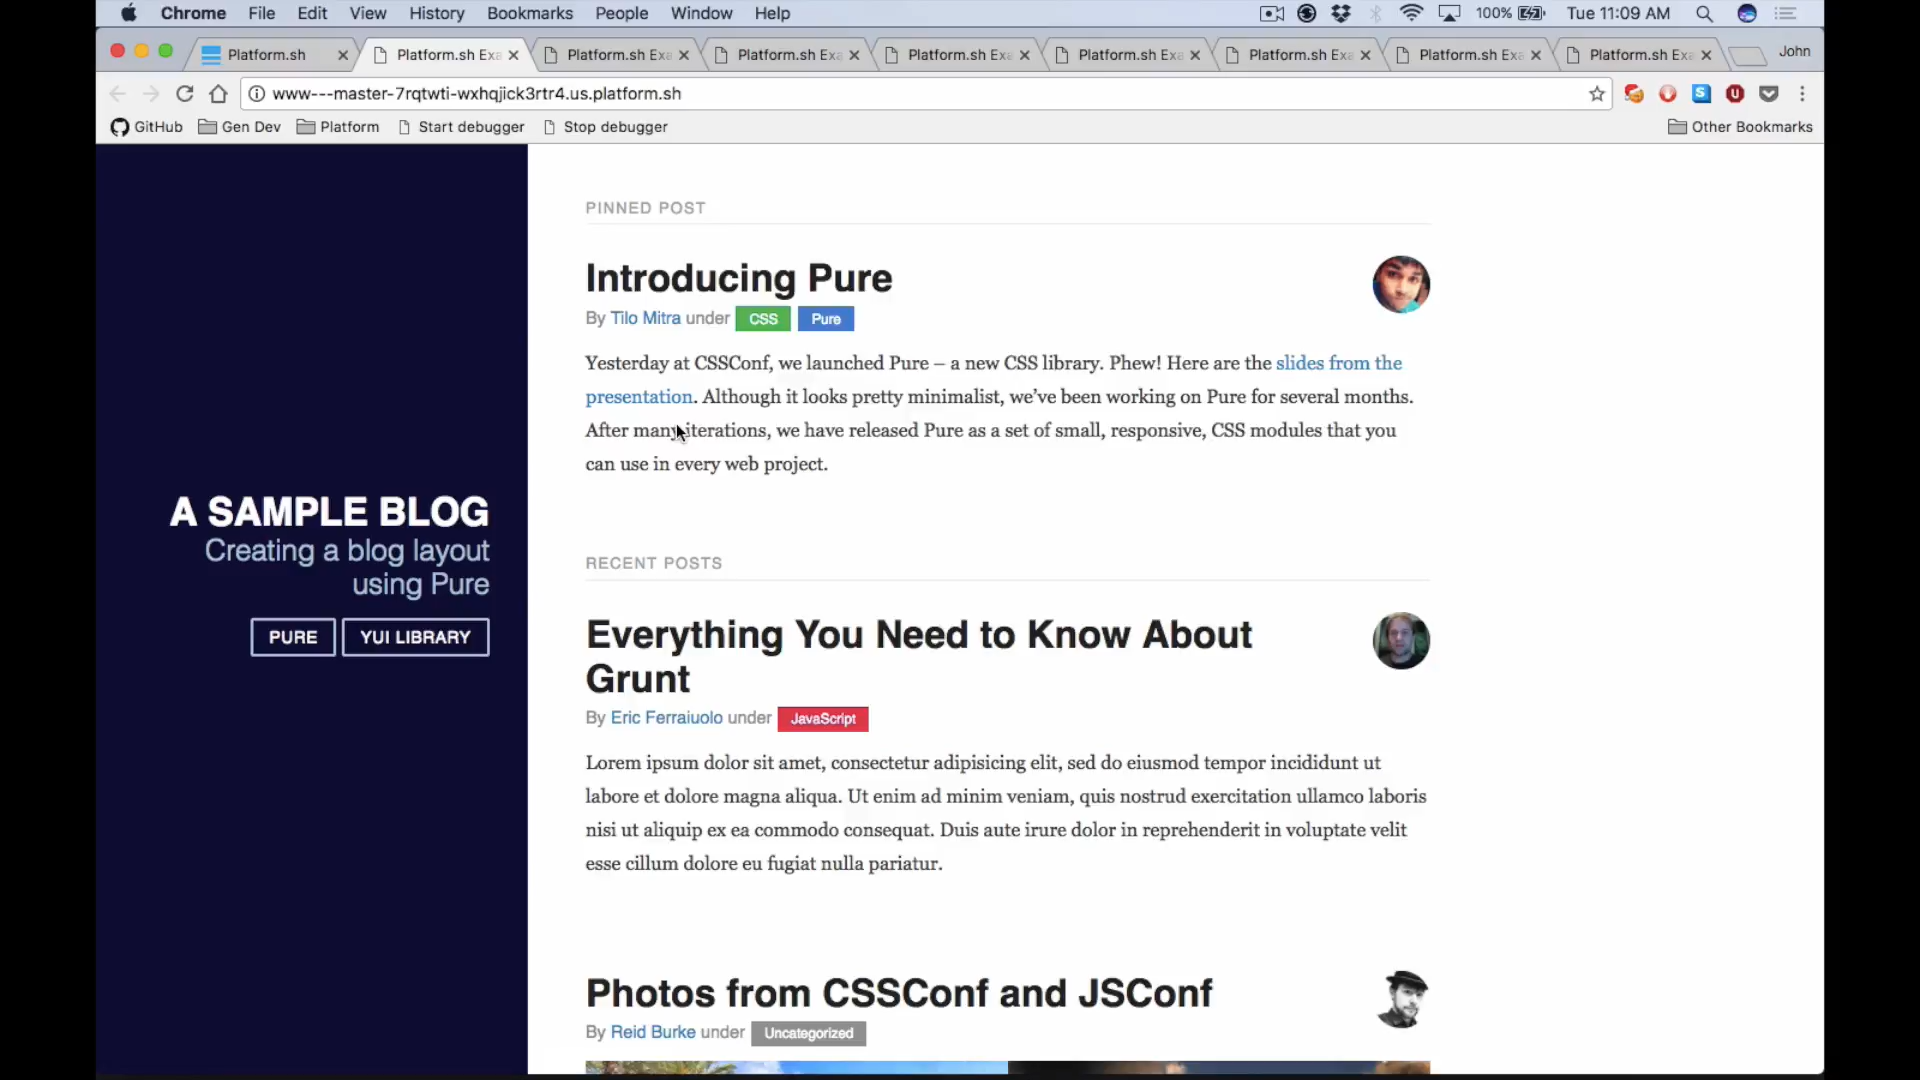 Chrome File Edit View History Bookmarks People Window Help 100% Tue 11:09 AM
Platform.sh Platform.sh Exa Platform.sh Exa Platform.sh Exa Platform.sh Exa Platform.sh Exa Platform.sh Exa Platform.sh Exa Platform.sh Exa John
www---master-7rqtwti-wxhqjick3rtr4.us.platform.sh
GitHub Gen Dev Platform Start debugger Stop debugger Other Bookmarks
A SAMPLE BLOG
Creating a blog layout
using Pure
PURE YUI LIBRARY
PINNED POST
Introducing Pure
By Tilo Mitra under CSS Pure
Yesterday at CSSConf, we launched Pure – a new CSS library. Phew! Here are the slides from the
presentation. Although it looks pretty minimalist, we’ve been working on Pure for several months.
After many iterations, we have released Pure as a set of small, responsive, CSS modules that you
can use in every web project.
RECENT POSTS
Everything You Need to Know About
Grunt
By Eric Ferraiuolo under JavaScript
Lorem ipsum dolor sit amet, consectetur adipisicing elit, sed do eiusmod tempor incididunt ut
labore et dolore magna aliqua. Ut enim ad minim veniam, quis nostrud exercitation ullamco laboris
nisi ut aliquip ex ea commodo consequat. Duis aute irure dolor in reprehenderit in voluptate velit
esse cillum dolore eu fugiat nulla pariatur.
Photos from CSSConf and JSConf
By Reid Burke under Uncategorized